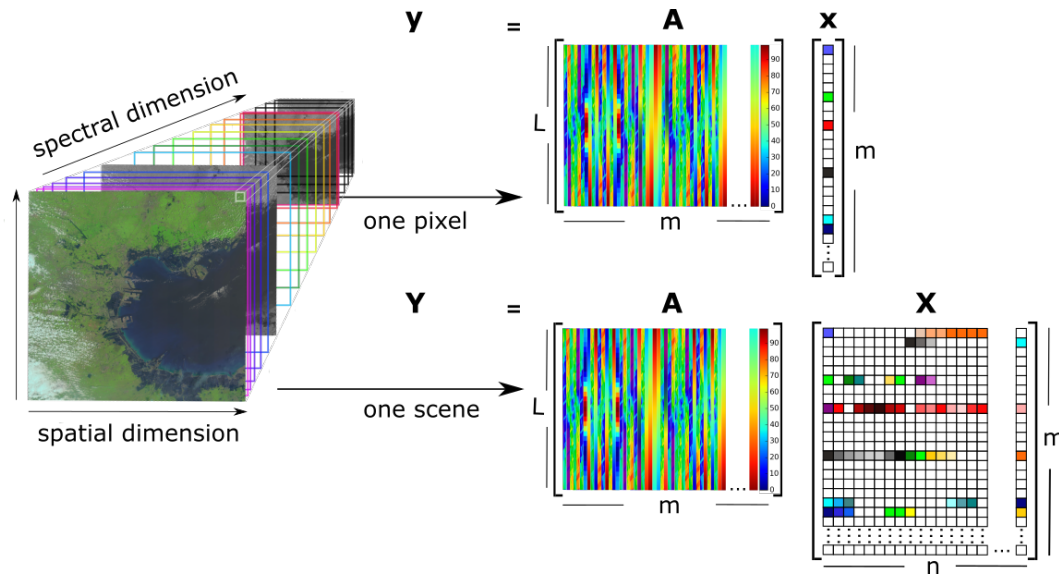 y = A x
spectral dimension
L
90
80
70
60
50
40
30
20
10
0
m
one pixel
...
m
Y = A X
L
90
80
70
60
50
40
30
20
10
0
m
one scene
...
m
spatial dimension
...
n